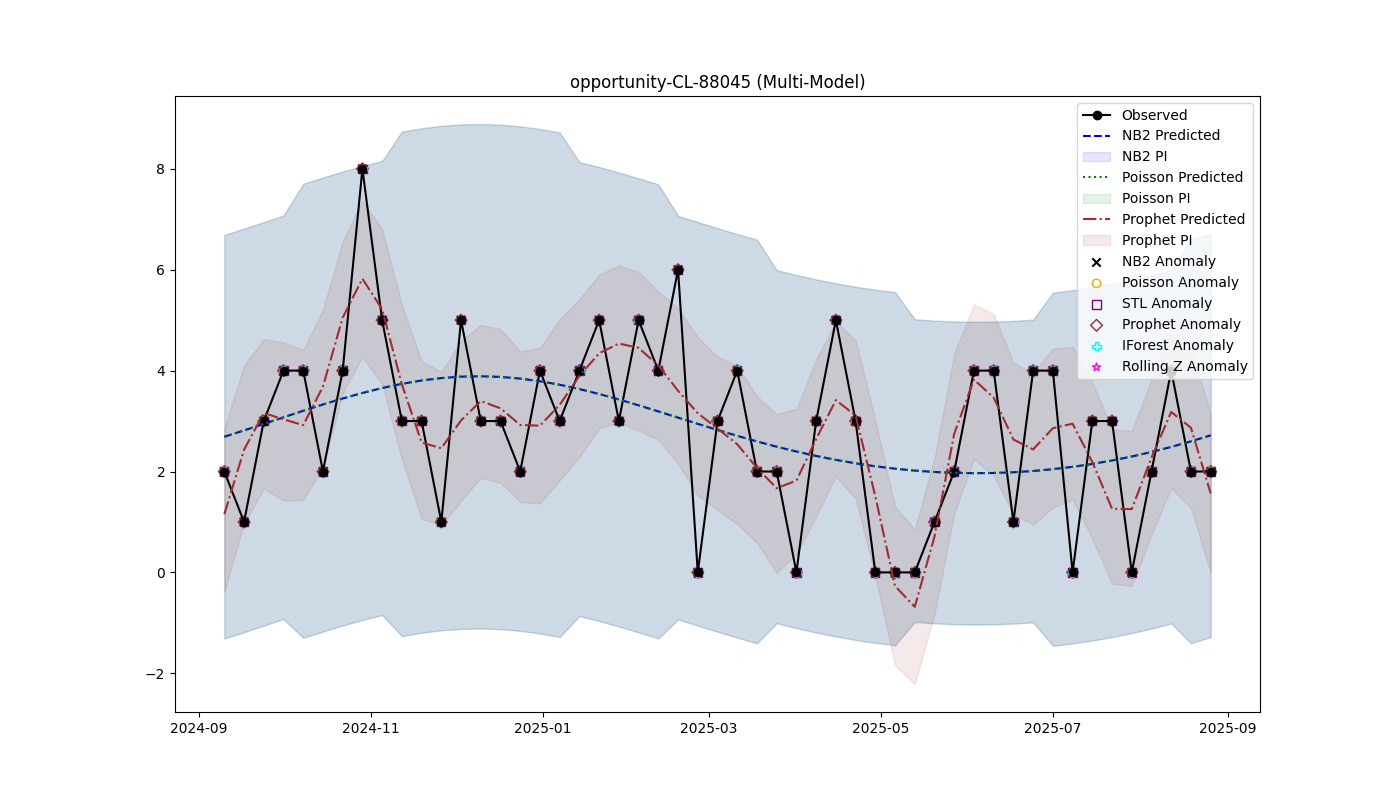 opportunity-CL-88045 (Multi-Model)
Observed
NB2 Predicted
NB2 PI
Poisson Predicted
Poisson PI
Prophet Predicted
Prophet PI
NB2 Anomaly
Poisson Anomaly
STL Anomaly
Prophet Anomaly
IForest Anomaly
Rolling Z Anomaly
8
6
4
2
0
−2
2024-09
2024-11
2025-01
2025-03
2025-05
2025-07
2025-09